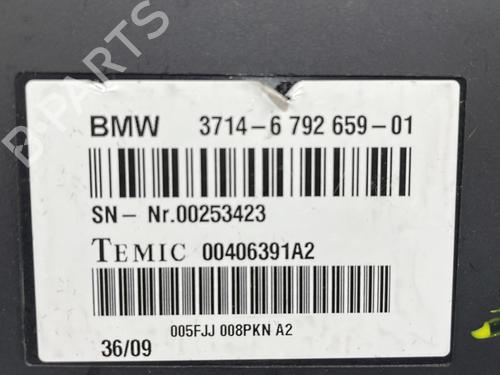 B-PARTS
BMW 3714-6 792 659-01
SN- Nr.00253423
TEMIC 00406391A2
005FJJ 008PKN A2
36/09